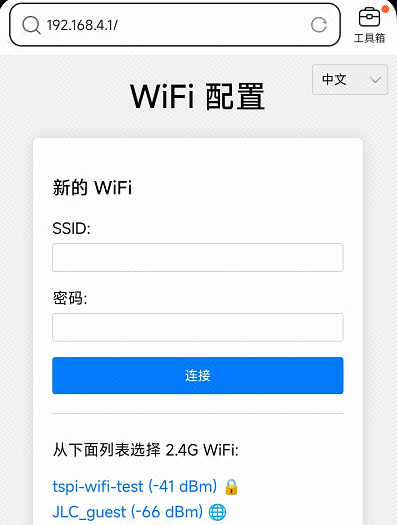 192.168.4.1/
工具箱
中文
WiFi 配置
新的 WiFi
SSID:
密码:
连接
从下面列表选择 2.4G WiFi:
tspi-wifi-test (-41 dBm) 🔒
JLC_guest (-66 dBm) 🌐